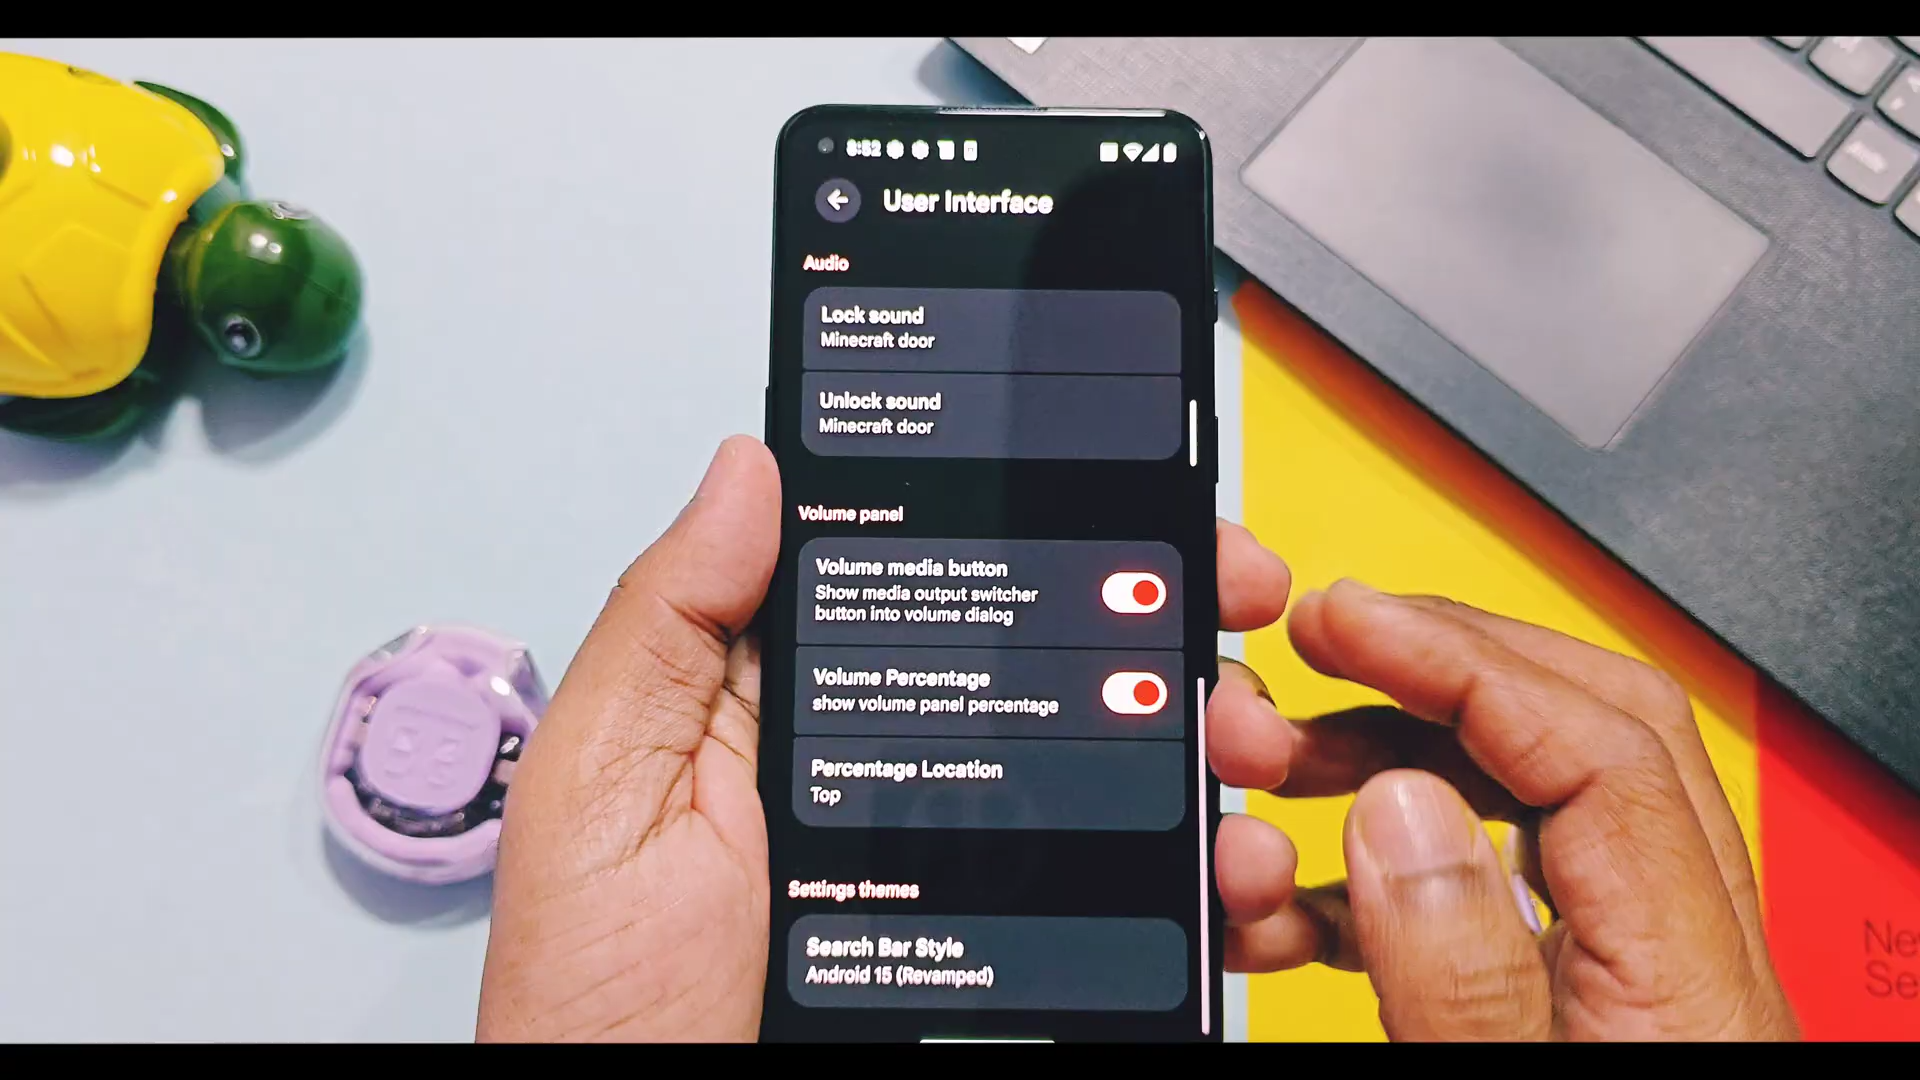 8:52
User Interface
Audio
Lock sound
Minecraft door
Unlock sound
Minecraft door
Volume panel
Volume media button
Show media output switcher
button into volume dialog
Volume Percentage
show volume panel percentage
Percentage Location
Top
Settings themes
Search Bar Style
Android 15 (Revamped)